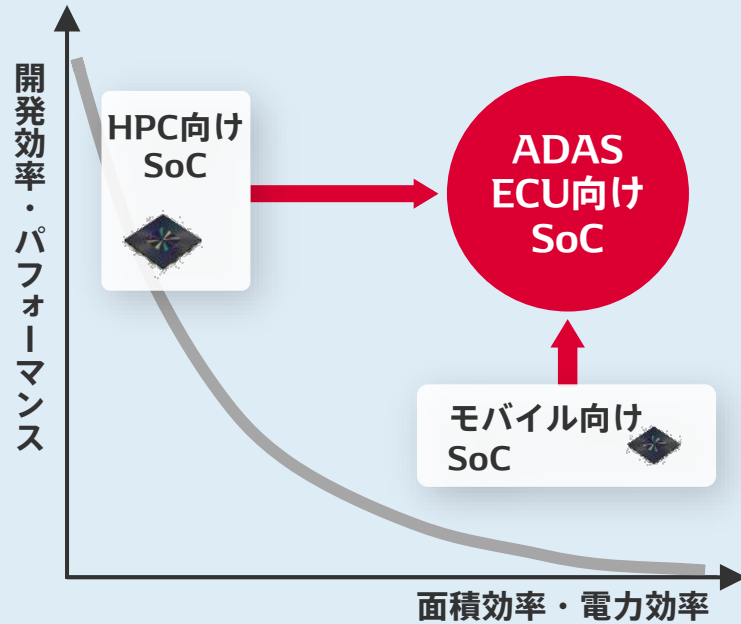 開発効率・パフォーマンス
HPC向け
SoC
ADAS
ECU向け
SoC
モバイル向け
SoC
面積効率・電力効率